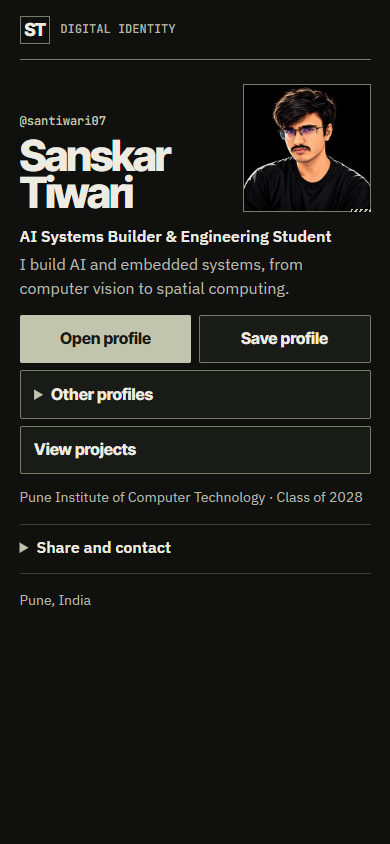 ST DIGITAL IDENTITY
@santiwari07
Sanskar
Tiwari
AI Systems Builder & Engineering Student
I build AI and embedded systems, from
computer vision to spatial computing.
Open profile
Save profile
Other profiles
View projects
Pune Institute of Computer Technology · Class of 2028
Share and contact
Pune, India